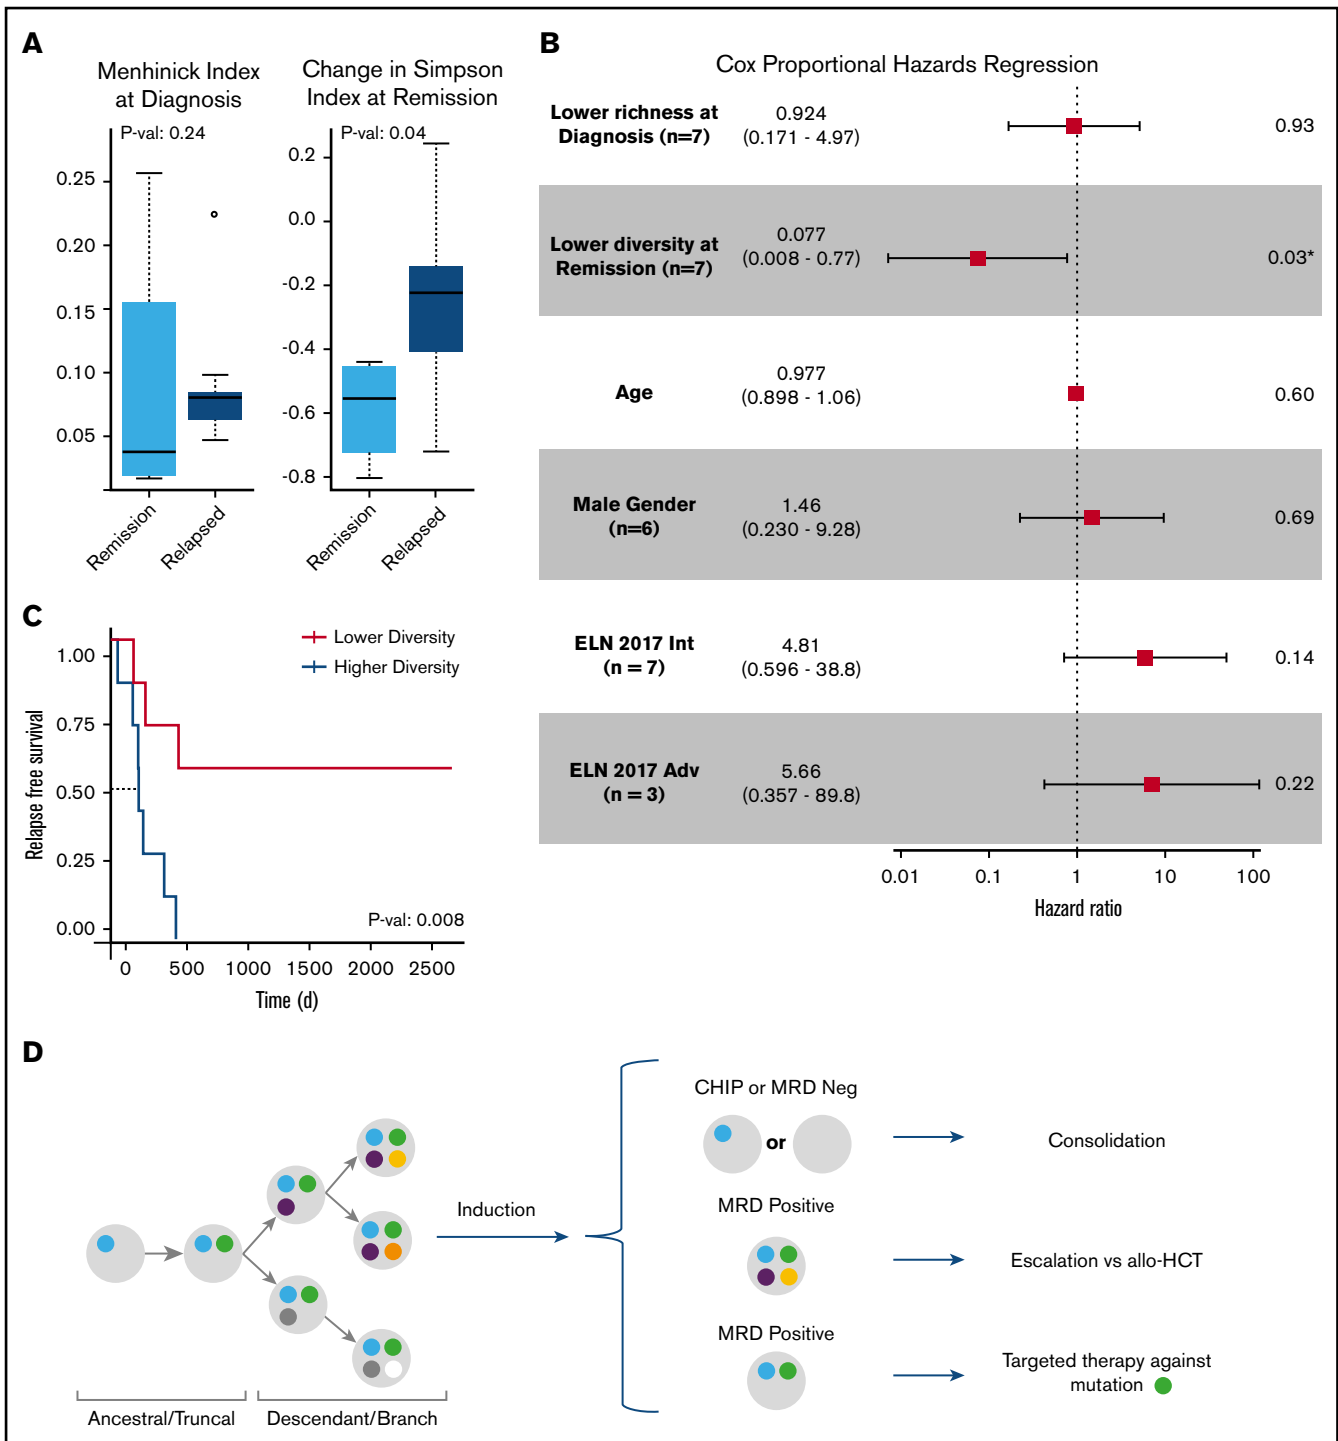 A
Menhinick Index
at Diagnosis
P-val: 0.24
0.25
0.20
0.15
0.10
0.05
Remission
Relapsed
Change in Simpson
Index at Remission
P-val: 0.04
0.2
0.0
-0.2
-0.4
-0.6
-0.8
Remission
Relapsed
B
Cox Proportional Hazards Regression
Lower richness at
Diagnosis (n=7)
0.924
(0.171 - 4.97)
0.93
Lower diversity at
Remission (n=7)
0.077
(0.008 - 0.77)
0.03*
Age
0.977
(0.898 - 1.06)
0.60
Male Gender
(n=6)
1.46
(0.230 - 9.28)
0.69
ELN 2017 Int
(n = 7)
4.81
(0.596 - 38.8)
0.14
ELN 2017 Adv
(n = 3)
5.66
(0.357 - 89.8)
0.22
0.01 0.1 1 10 100
Hazard ratio
C
Lower Diversity
Higher Diversity
Relapse free survival
1.00
0.75
0.50
0.25
0.00
P-val: 0.008
0 500 1000 1500 2000 2500
Time (d)
D
Ancestral/Truncal
Descendant/Branch
Induction
CHIP or MRD Neg
or
Consolidation
MRD Positive
Escalation vs allo-HCT
MRD Positive
Targeted therapy against
mutation